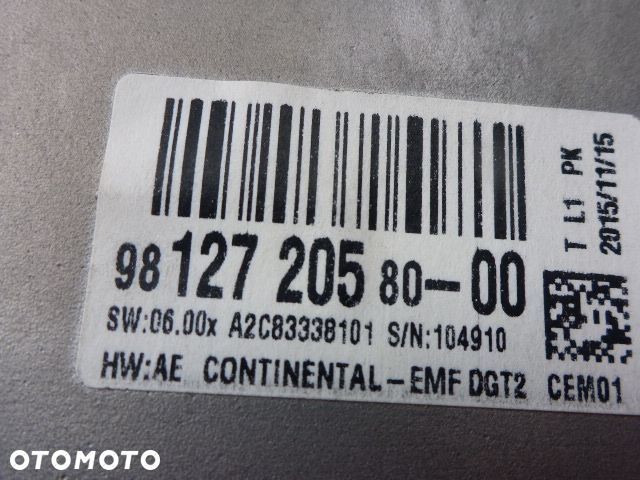 98 127 205 80-00
SW:06.00x A2C83338101 S/N:104910
HW:AE CONTINENTAL-EMF DGT2 CEM01
T L1 PK
2015/11/15
OTOMOTO
OTOMOTO